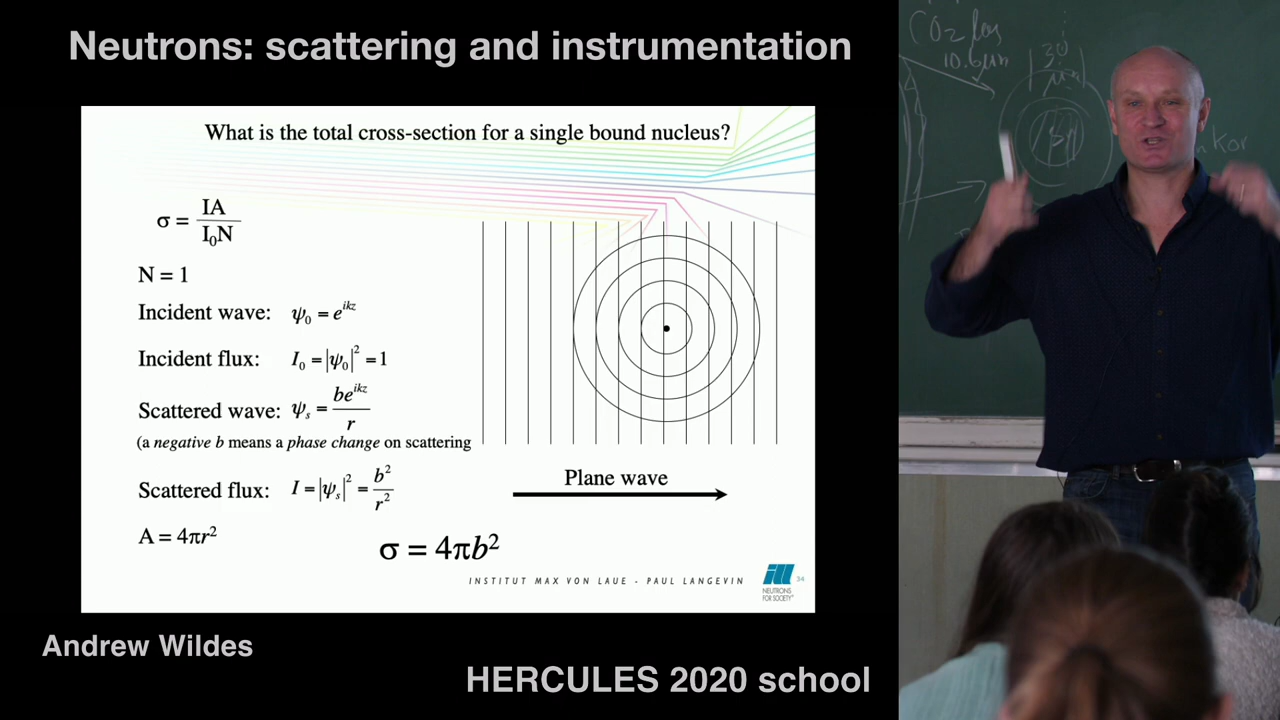 Neutrons: scattering and instrumentation
What is the total cross-section for a single bound nucleus?
σ = IA / I₀N
N = 1
Incident wave: ψ₀ = e^{ikz}
Incident flux: I₀ = |ψ₀|² = 1
Scattered wave: ψₛ = be^{ikz} / r
(a negative b means a phase change on scattering
Scattered flux: I = |ψₛ|² = b² / r²
A = 4πr²
σ = 4πb²
Plane wave
INSTITUT MAX VON LAUE - PAUL LANGEVIN
NEUTRONS
FOR SOCIETY
34
Andrew Wildes
HERCULES 2020 school
CO₂
10.6μm
30